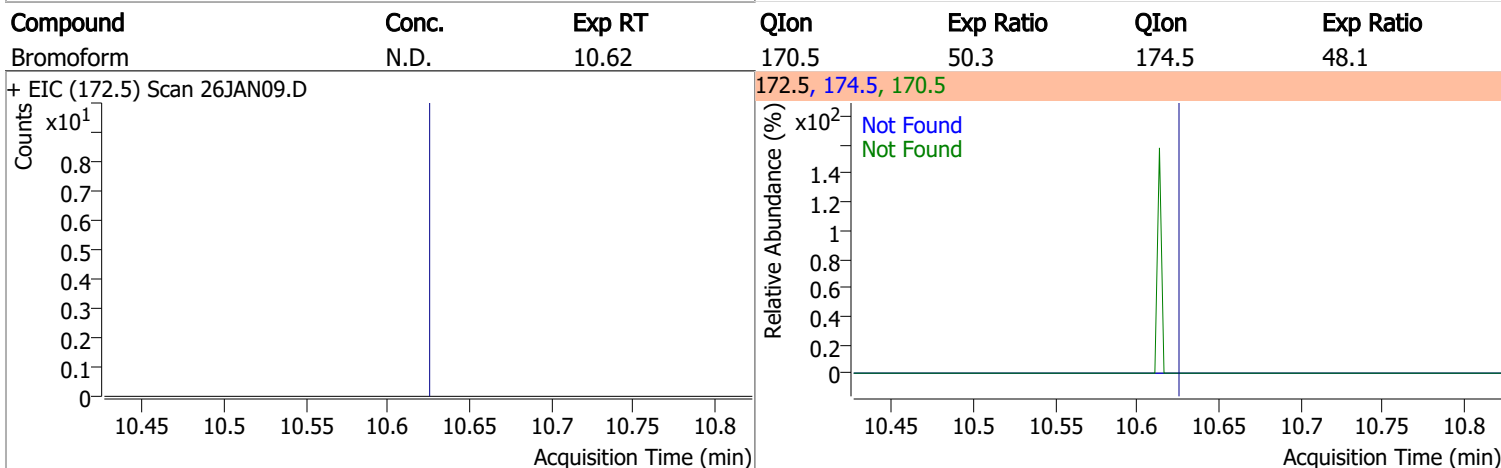 Compound Conc. Exp RT QIon Exp Ratio QIon Exp Ratio
Bromoform N.D. 10.62 170.5 50.3 174.5 48.1
+ EIC (172.5) Scan 26JAN09.D
Counts
x10¹
0.8
0.7
0.6
0.5
0.4
0.3
0.2
0.1
0
10.45 10.5 10.55 10.6 10.65 10.7 10.75 10.8
Acquisition Time (min)
172.5, 174.5, 170.5
Relative Abundance (%)
x10²
Not Found
Not Found
1.4
1.2
1
0.8
0.6
0.4
0.2
0
10.45 10.5 10.55 10.6 10.65 10.7 10.75 10.8
Acquisition Time (min)